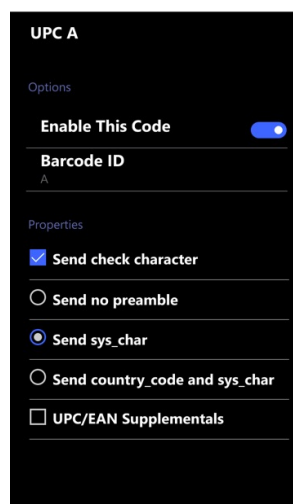 UPC A
Options
Enable This Code
Barcode ID
A
Properties
Send check character
Send no preamble
Send sys_char
Send country_code and sys_char
UPC/EAN Supplementals